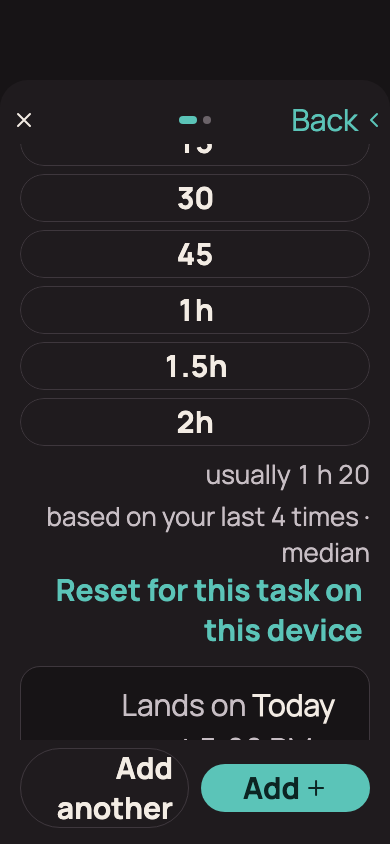 Back
15
30
45
1h
1.5h
2h
usually 1 h 20
based on your last 4 times ·
median
Reset for this task on
this device
Lands on Today
Add
another
Add +